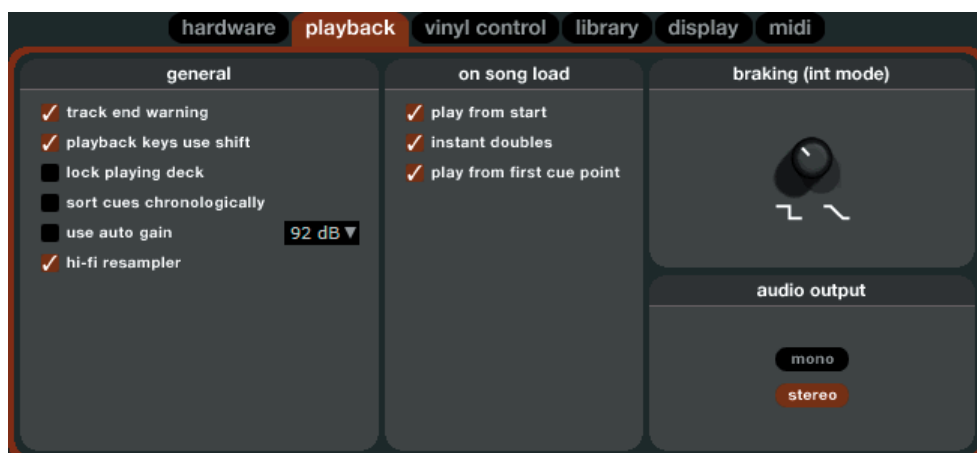 hardware playback vinyl control library display midi
general
track end warning
playback keys use shift
lock playing deck
sort cues chronologically
use auto gain 92 dB
hi-fi resampler
on song load
play from start
instant doubles
play from first cue point
braking (int mode)
audio output
mono
stereo